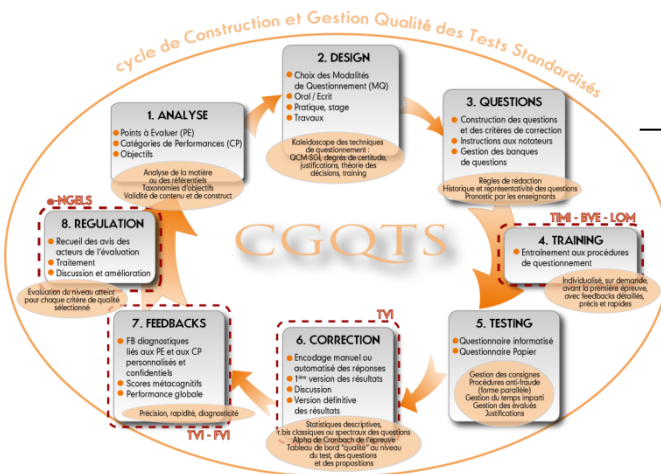 cycle de Construction et Gestion Qualité des Tests Standardisés
1. ANALYSE
Points à Evaluer (PE)
Catégories de Performances (CP)
Objectifs
Analyse de la matière
ou des référentiels
Taxonomies d'objectifs
Validité de contenu et de construct
2. DESIGN
Choix des Modalités
de Questionnement (MQ)
Oral / Ecrit
Pratique, stage
Travaux
Kaleidoscope des techniques
de questionnement :
QCM-SGI, degrés de certitude,
justifications, théorie des
décisions, training
3. QUESTIONS
Construction des questions
et des critères de correction
Instructions aux notateurs
Gestion des banques
de questions
Règles de rédaction
Historique et représentativité des questions
Pronostic par les enseignants
TIMI - BVE - LOM
4. TRAINING
Entraînement aux procédures
de questionnement
Individualisé, sur demande,
avant la première épreuve,
avec feedbacks détaillés,
précis et rapides
5. TESTING
Questionnaire informatisé
Questionnaire Papier
Gestion des consignes
Procédures anti-fraude
(forme parallèle)
Gestion du temps imparti
Gestion des évalués
Justifications
TVI
6. CORRECTION
Encodage manuel ou
automatisé des réponses
1ère version des résultats
Discussion
Version définitive
des résultats
Statistiques descriptives,
r.bis classiques ou spectraux des questions
Alpha de Cronbach de l'épreuve
Tableau de bord "qualité" au niveau
du test, des questions
et des propositions
7. FEEDBACKS
FB diagnostiques
liés aux PE et aux CP
personnalisés et
confidentiels
Scores métacognitifs
Performance globale
Précision, rapidité, diagnosticité
TVI - FVI
e-NGELS
8. REGULATION
Recueil des avis des
acteurs de l'évaluation
Traitement
Discussion et amélioration
Evaluation du niveau atteint
pour chaque critère de qualité
sélectionné
CGQTS